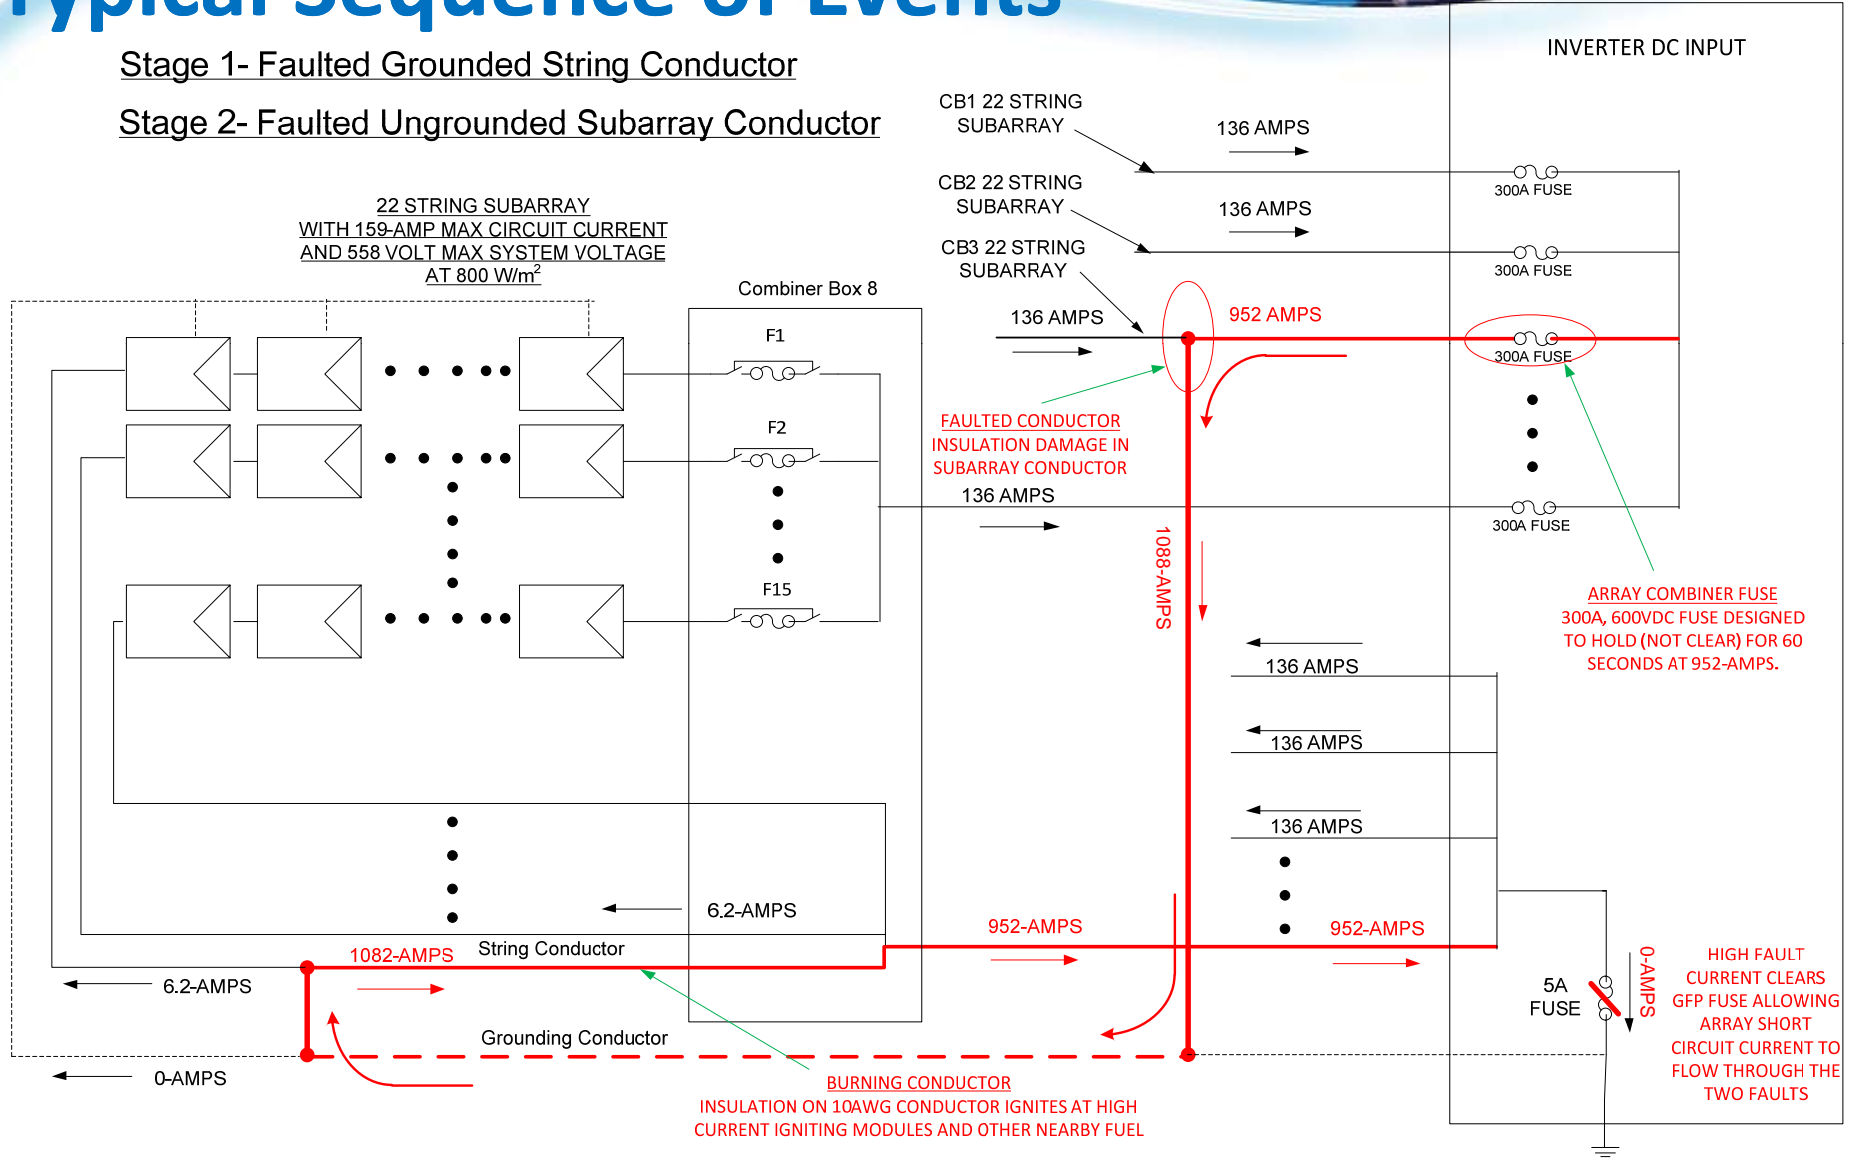 Typical Sequence of Events
Stage 1- Faulted Grounded String Conductor
Stage 2- Faulted Ungrounded Subarray Conductor
INVERTER DC INPUT
CB1 22 STRING
SUBARRAY
136 AMPS
300A FUSE
CB2 22 STRING
SUBARRAY
136 AMPS
300A FUSE
CB3 22 STRING
SUBARRAY
136 AMPS
952 AMPS
300A FUSE
22 STRING SUBARRAY
WITH 159-AMP MAX CIRCUIT CURRENT
AND 558 VOLT MAX SYSTEM VOLTAGE
AT 800 W/m²
Combiner Box 8
F1
F2
F15
FAULTED CONDUCTOR
INSULATION DAMAGE IN
SUBARRAY CONDUCTOR
136 AMPS
300A FUSE
1088-AMPS
ARRAY COMBINER FUSE
300A, 600VDC FUSE DESIGNED
TO HOLD (NOT CLEAR) FOR 60
SECONDS AT 952-AMPS.
136 AMPS
136 AMPS
136 AMPS
6.2-AMPS
952-AMPS
952-AMPS
1082-AMPS
String Conductor
6.2-AMPS
Grounding Conductor
0-AMPS
5A
FUSE
0-AMPS
HIGH FAULT
CURRENT CLEARS
GFP FUSE ALLOWING
ARRAY SHORT
CIRCUIT CURRENT TO
FLOW THROUGH THE
TWO FAULTS
BURNING CONDUCTOR
INSULATION ON 10AWG CONDUCTOR IGNITES AT HIGH
CURRENT IGNITING MODULES AND OTHER NEARBY FUEL